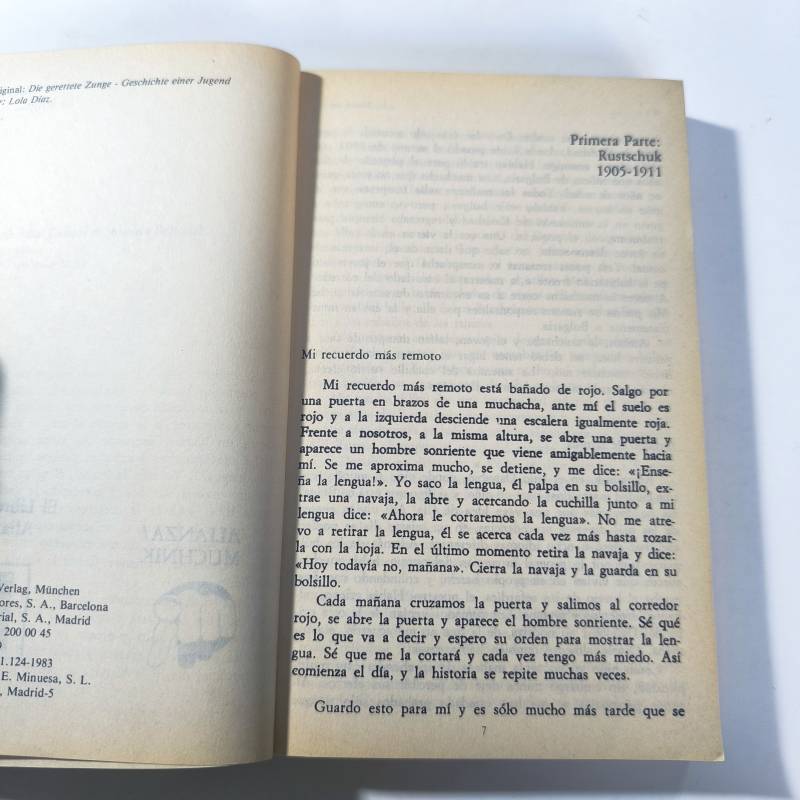 iginal: Die gerettete Zunge - Geschichte einer Jugend
r: Lola Díaz.
Verlag, München
ores, S. A., Barcelona
rial, S. A., Madrid
200 00 45
1.124-1983
E. Minuesa, S. L.
, Madrid-5
ALIANZA/
MUCHNIK
Primera Parte:
Rustschuk
1905-1911
Mi recuerdo más remoto
Mi recuerdo más remoto está bañado de rojo. Salgo por
una puerta en brazos de una muchacha, ante mí el suelo es
rojo y a la izquierda desciende una escalera igualmente roja.
Frente a nosotros, a la misma altura, se abre una puerta y
aparece un hombre sonriente que viene amigablemente hacia
mí. Se me aproxima mucho, se detiene, y me dice: «¡Ense-
ña la lengua!». Yo saco la lengua, él palpa en su bolsillo, ex-
trae una navaja, la abre y acercando la cuchilla junto a mi
lengua dice: «Ahora le cortaremos la lengua». No me atre-
vo a retirar la lengua, él se acerca cada vez más hasta rozar-
la con la hoja. En el último momento retira la navaja y dice:
«Hoy todavía no, mañana». Cierra la navaja y la guarda en su
bolsillo.
Cada mañana cruzamos la puerta y salimos al corredor
rojo, se abre la puerta y aparece el hombre sonriente. Sé qué
es lo que va a decir y espero su orden para mostrar la len-
gua. Sé que me la cortará y cada vez tengo más miedo. Así
comienza el día, y la historia se repite muchas veces.
Guardo esto para mí y es sólo mucho más tarde que se
7